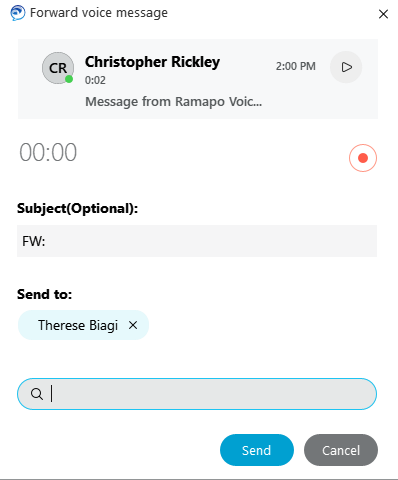 Forward voice message
CR
Christopher Rickley
2:00 PM
0:02
Message from Ramapo Voic...
00:00
Subject(Optional):
FW:
Send to:
Therese Biagi
Send
Cancel